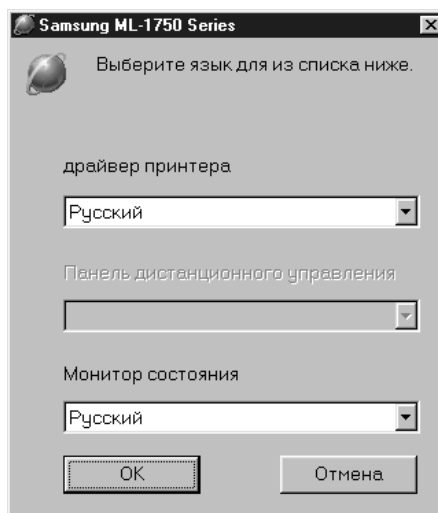 Samsung ML-1750 Series
Выберите язык для из списка ниже.
драйвер принтера
Русский
Панель дистанционного управления
Монитор состояния
Русский
OK
Отмена